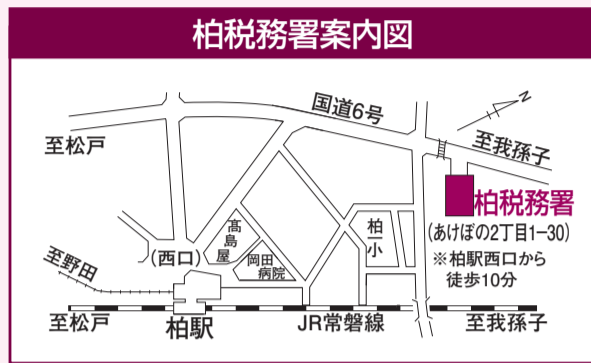 柏税務署案内図
国道6号
N
至松戸
至我孫子
柏税務署
(あけぼの2丁目1−30)
※柏駅西口から
徒歩10分
髙島屋
岡田
病院
柏一小
(西口)
至野田
至松戸
柏駅
JR常磐線
至我孫子